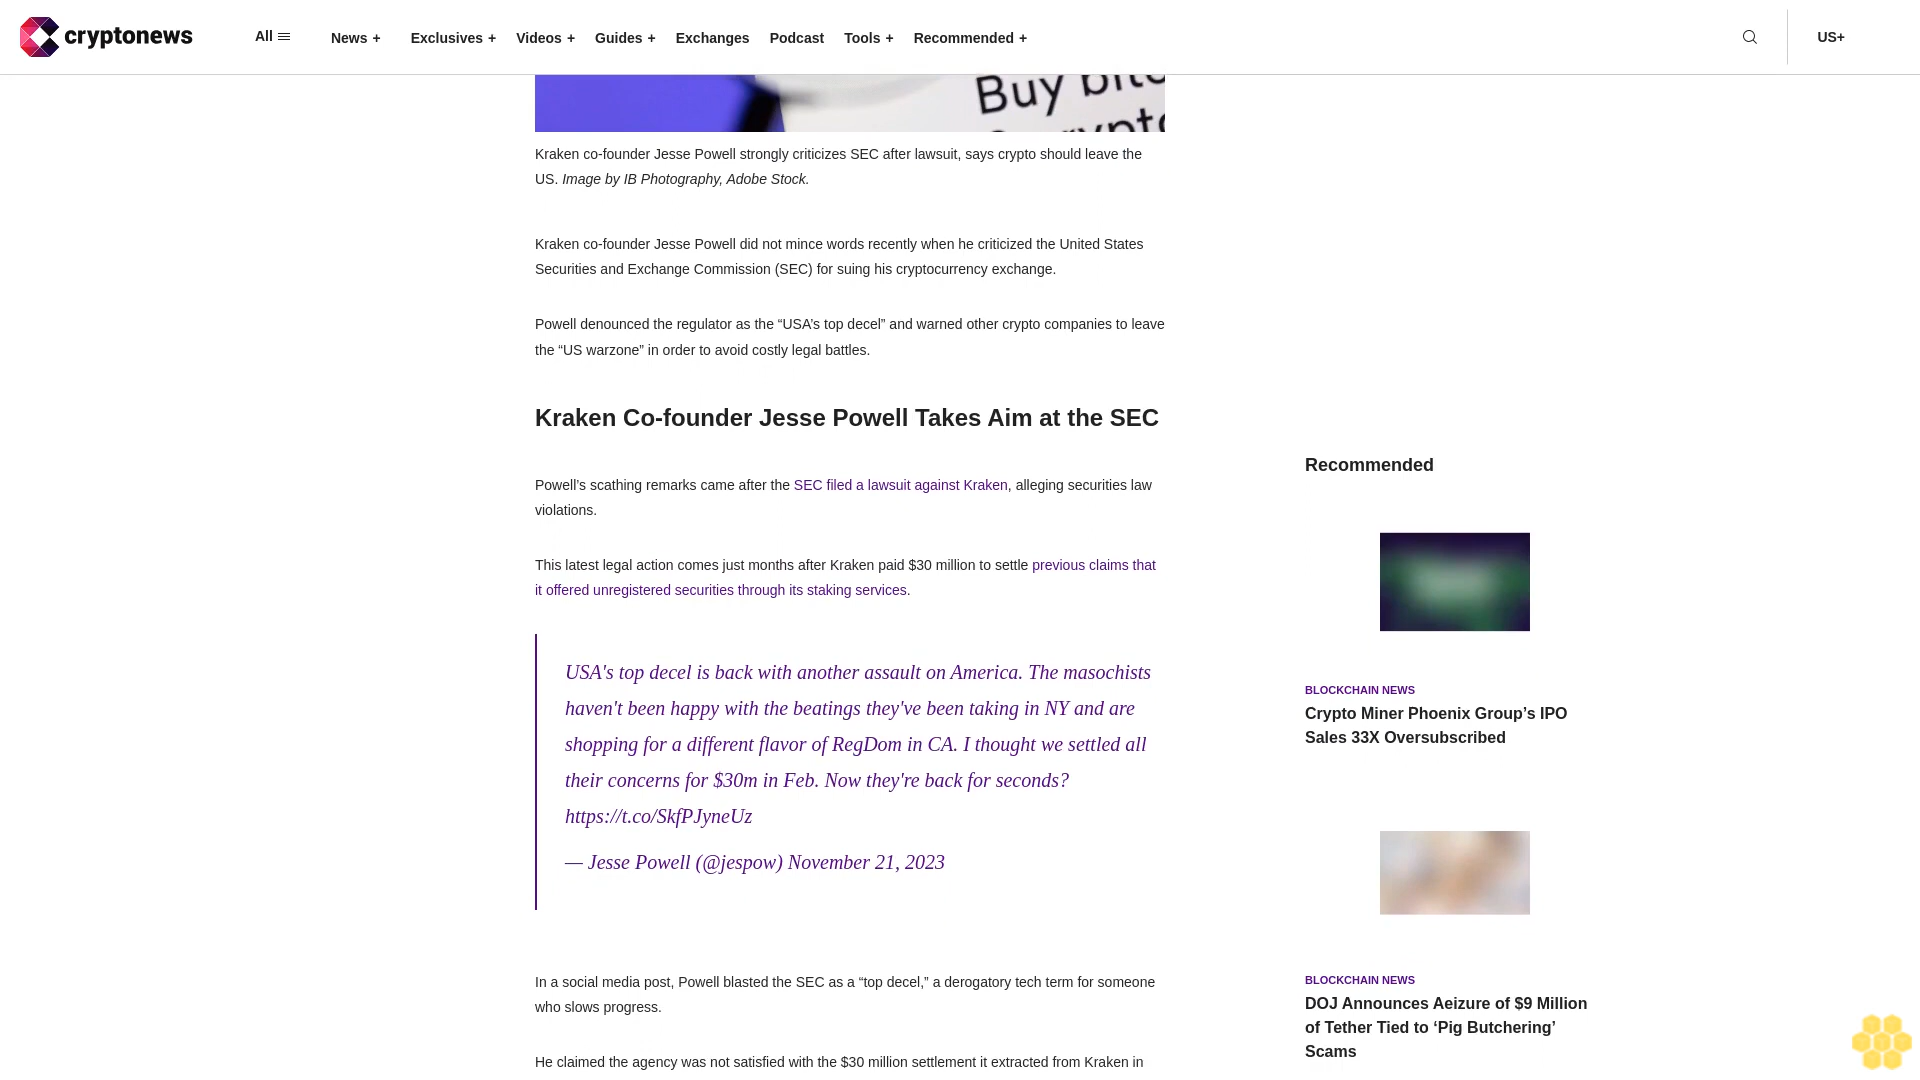 cryptonews
All
News +
Exclusives +
Videos +
Guides +
Exchanges
Podcast
Tools +
Recommended +
US+
Buy bitc
Kraken co-founder Jesse Powell strongly criticizes SEC after lawsuit, says crypto should leave the
US. Image by IB Photography, Adobe Stock.
Kraken co-founder Jesse Powell did not mince words recently when he criticized the United States
Securities and Exchange Commission (SEC) for suing his cryptocurrency exchange.
Powell denounced the regulator as the “USA’s top decel” and warned other crypto companies to leave
the “US warzone” in order to avoid costly legal battles.
Kraken Co-founder Jesse Powell Takes Aim at the SEC
Powell’s scathing remarks came after the SEC filed a lawsuit against Kraken, alleging securities law
violations.
This latest legal action comes just months after Kraken paid $30 million to settle previous claims that
it offered unregistered securities through its staking services.
USA's top decel is back with another assault on America. The masochists
haven't been happy with the beatings they've been taking in NY and are
shopping for a different flavor of RegDom in CA. I thought we settled all
their concerns for $30m in Feb. Now they're back for seconds?
https://t.co/SkfPJyneUz
— Jesse Powell (@jespow) November 21, 2023
In a social media post, Powell blasted the SEC as a “top decel,” a derogatory tech term for someone
who slows progress.
He claimed the agency was not satisfied with the $30 million settlement it extracted from Kraken in
Recommended
BLOCKCHAIN NEWS
Crypto Miner Phoenix Group’s IPO
Sales 33X Oversubscribed
BLOCKCHAIN NEWS
DOJ Announces Aeizure of $9 Million
of Tether Tied to ‘Pig Butchering’
Scams